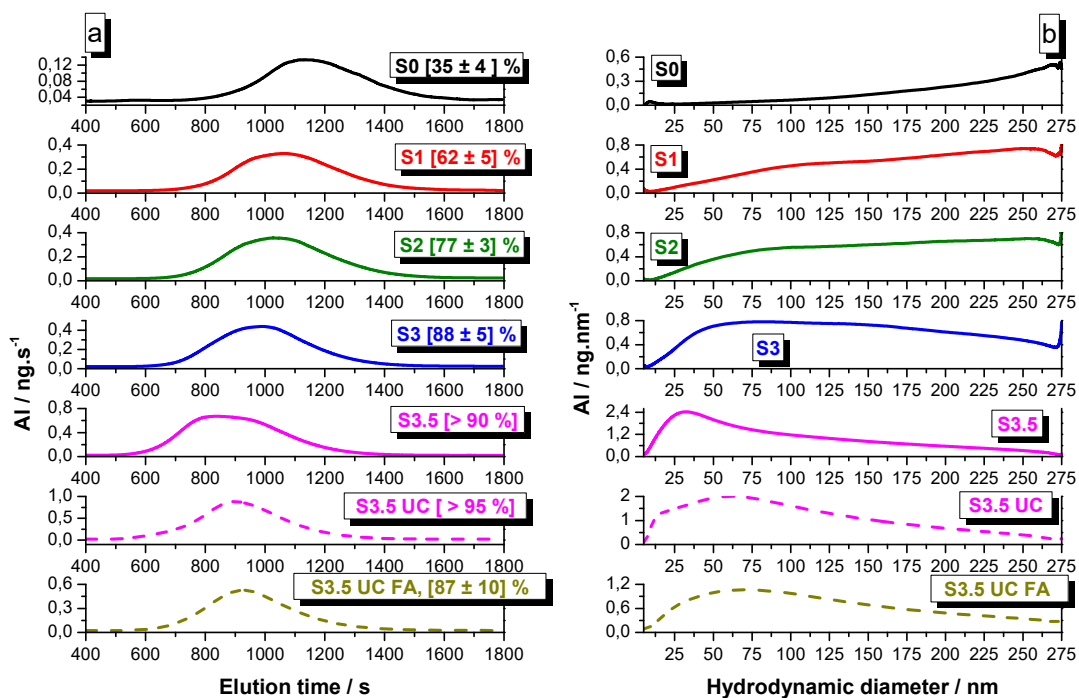 a
Al / ng.s-1
0,12
0,08
0,04
S0 [35 ± 4 ] %
400 600 800 1000 1200 1400 1600 1800
0,4
0,2
0,0
S1 [62 ± 5] %
400 600 800 1000 1200 1400 1600 1800
0,4
0,2
0,0
S2 [77 ± 3] %
400 600 800 1000 1200 1400 1600 1800
0,4
0,2
0,0
S3 [88 ± 5] %
400 600 800 1000 1200 1400 1600 1800
0,8
0,4
0,0
S3.5 [> 90 %]
400 600 800 1000 1200 1400 1600 1800
1,0
0,5
0,0
S3.5 UC [ > 95 %]
400 600 800 1000 1200 1400 1600 1800
0,6
0,3
0,0
S3.5 UC FA, [87 ± 10] %
400 600 800 1000 1200 1400 1600 1800
Elution time / s
b
Al / ng.nm-1
0,6
0,3
0,0
S0
25 50 75 100 125 150 175 200 225 250 275
0,8
0,4
0,0
S1
25 50 75 100 125 150 175 200 225 250 275
0,8
0,4
0,0
S2
25 50 75 100 125 150 175 200 225 250 275
0,8
0,4
0,0
S3
25 50 75 100 125 150 175 200 225 250 275
2,4
1,2
0,0
S3.5
25 50 75 100 125 150 175 200 225 250 275
2
1
0
S3.5 UC
25 50 75 100 125 150 175 200 225 250 275
1,2
0,6
0,0
S3.5 UC FA
25 50 75 100 125 150 175 200 225 250 275
Hydrodynamic diameter / nm